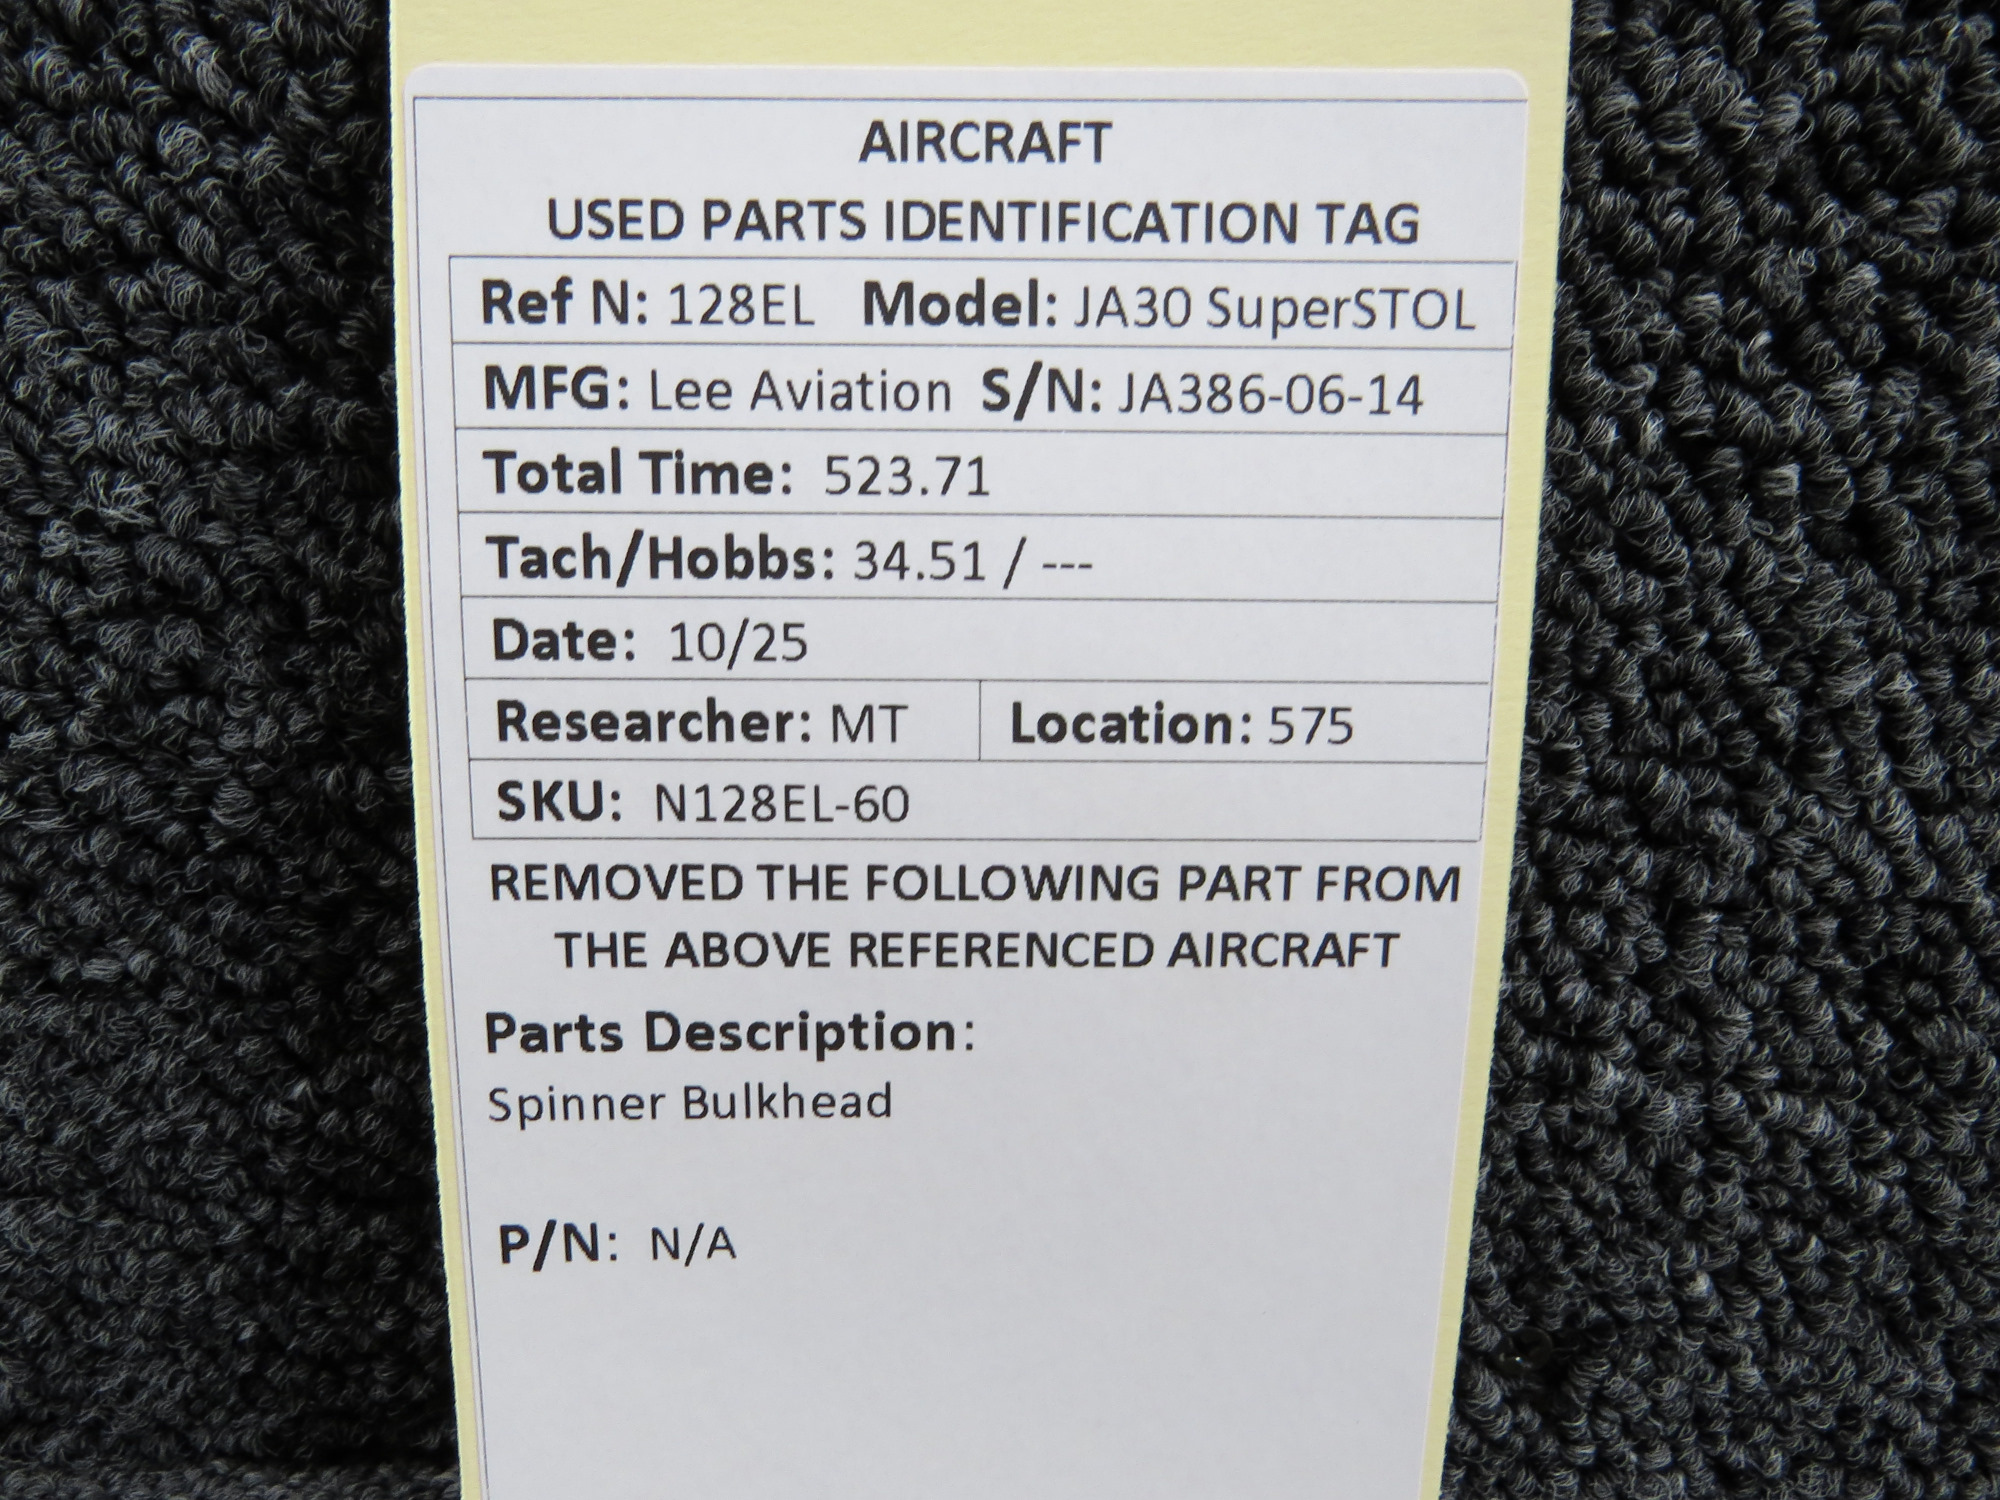 AIRCRAFT
USED PARTS IDENTIFICATION TAG
Ref N: 128EL Model: JA30 SuperSTOL
MFG: Lee Aviation S/N: JA386-06-14
Total Time: 523.71
Tach/Hobbs: 34.51 / ---
Date: 10/25
Researcher: MT Location: 575
SKU: N128EL-60
REMOVED THE FOLLOWING PART FROM
THE ABOVE REFERENCED AIRCRAFT
Parts Description:
Spinner Bulkhead
P/N: N/A